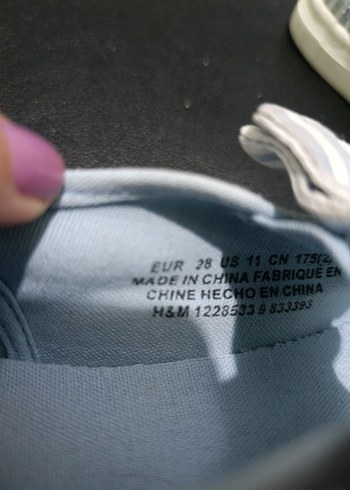 EUR 28 US 11 CN 175(2)
MADE IN CHINA FABRIQUE EN
CHINE HECHO EN CHINA
H&M 1228533 9 833393